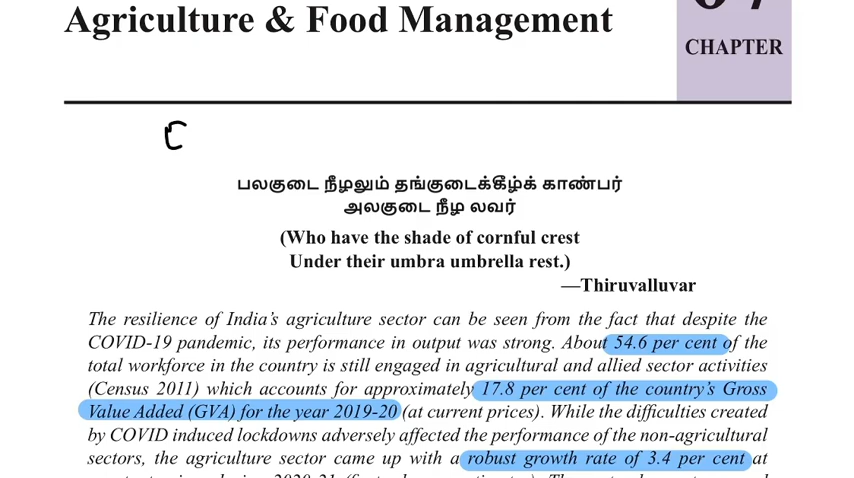 Agriculture & Food Management
CHAPTER
பலகுடை நீழலும் தங்குடைக்கீழ்க் காண்பர்
அலகுடை நீழ லவர்
(Who have the shade of cornful crest
Under their umbra umbrella rest.)
—Thiruvalluvar
The resilience of India's agriculture sector can be seen from the fact that despite the
COVID-19 pandemic, its performance in output was strong. About 54.6 per cent of the
total workforce in the country is still engaged in agricultural and allied sector activities
(Census 2011) which accounts for approximately 17.8 per cent of the country's Gross
Value Added (GVA) for the year 2019-20 (at current prices). While the difficulties created
by COVID induced lockdowns adversely affected the performance of the non-agricultural
sectors, the agriculture sector came up with a robust growth rate of 3.4 per cent at